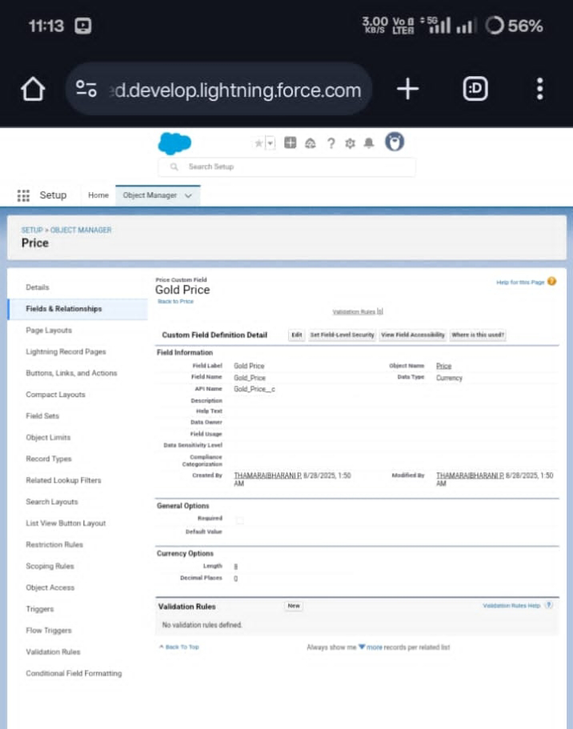 11:13
3.00 KB/S Vo LTE 5G 56%
d.develop.lightning.force.com
:D
Search Setup
Setup Home Object Manager
SETUP > OBJECT MANAGER
Price
Details
Fields & Relationships
Page Layouts
Lightning Record Pages
Buttons, Links, and Actions
Compact Layouts
Field Sets
Object Limits
Record Types
Related Lookup Filters
Search Layouts
List View Button Layout
Restriction Rules
Scoping Rules
Object Access
Triggers
Flow Triggers
Validation Rules
Conditional Field Formatting
Price Custom Field
Gold Price
Help for this Page
Back to Price
Validation Rules [0]
Custom Field Definition Detail Edit Set Field-Level Security View Field Accessibility Where is this used?
Field Information
Field Label Gold Price Object Name Price
Field Name Gold_Price Data Type Currency
API Name Gold_Price__c
Description
Help Text
Data Owner
Field Usage
Data Sensitivity Level
Compliance Categorization
Created By THAMARAIBHARANI P, 8/28/2025, 1:50 AM Modified By THAMARAIBHARANI P, 8/28/2025, 1:50 AM
General Options
Required
Default Value
Currency Options
Length 8
Decimal Places 0
Validation Rules New Validation Rules Help ?
No validation rules defined.
^ Back To Top Always show me ▼ more records per related list